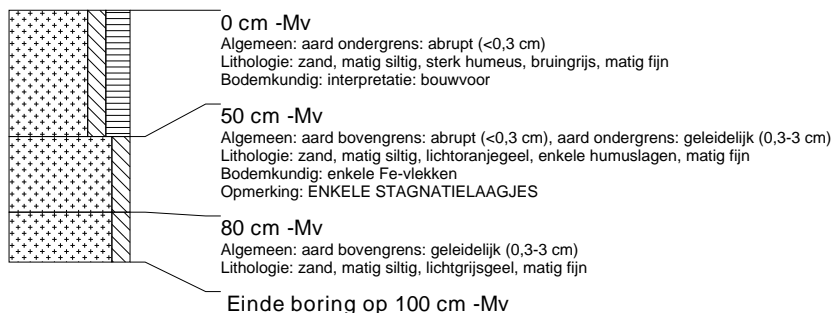 0 cm -Mv
Algemeen: aard ondergrens: abrupt (<0,3 cm)
Lithologie: zand, matig siltig, sterk humeus, bruingrijs, matig fijn
Bodemkundig: interpretatie: bouwvoor
50 cm -Mv
Algemeen: aard bovengrens: abrupt (<0,3 cm), aard ondergrens: geleidelijk (0,3-3 cm)
Lithologie: zand, matig siltig, lichtoranjegeel, enkele humuslagen, matig fijn
Bodemkundig: enkele Fe-vlekken
Opmerking: ENKELE STAGNATIELAAGJES
80 cm -Mv
Algemeen: aard bovengrens: geleidelijk (0,3-3 cm)
Lithologie: zand, matig siltig, lichtgrijsgeel, matig fijn
Einde boring op 100 cm -Mv